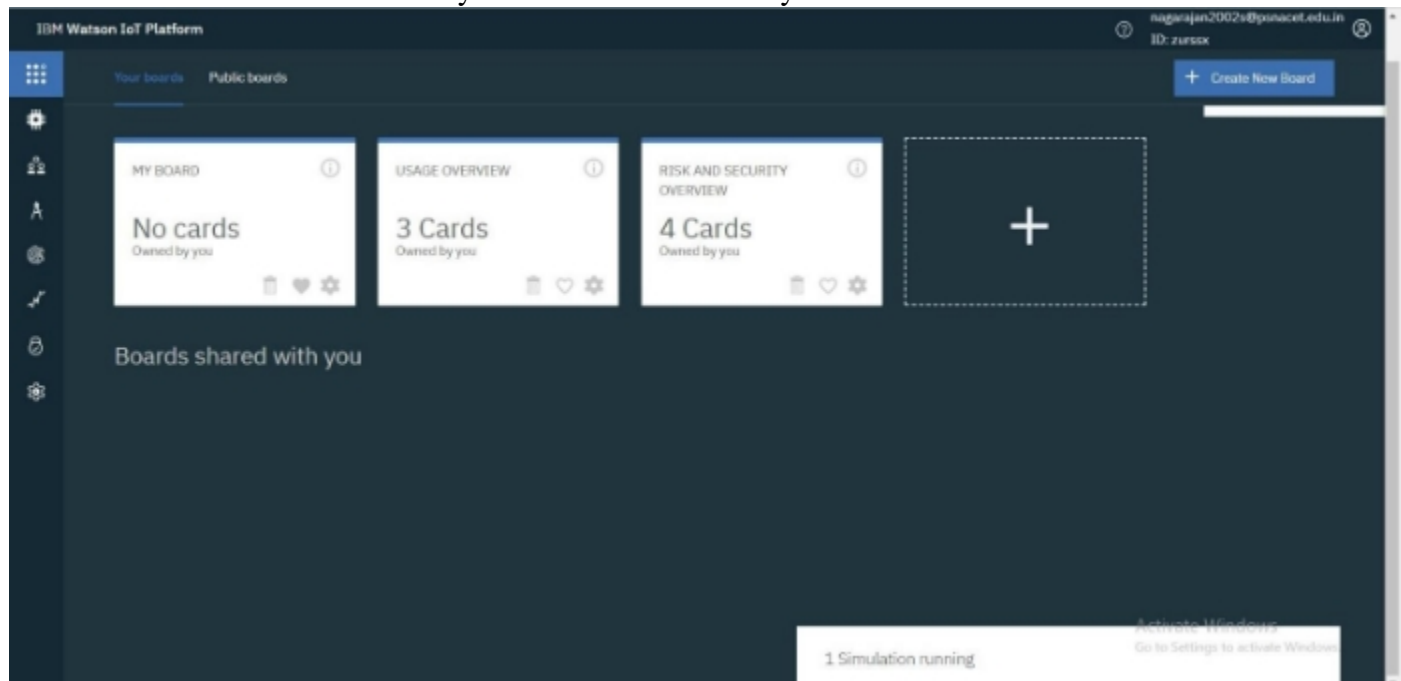 IBM Watson IoT Platform
nagarajan2002s@psnacet.edu.in
ID: zurssx
Your boards Public boards
+ Create New Board
MY BOARD
No cards
Owned by you
USAGE OVERVIEW
3 Cards
Owned by you
RISK AND SECURITY
OVERVIEW
4 Cards
Owned by you
Boards shared with you
Activate Windows
Go to Settings to activate Windows.
1 Simulation running